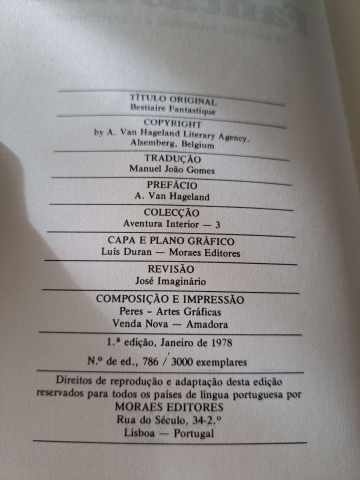 TÍTULO ORIGINAL
Bestiaire Fantastique
COPYRIGHT
by A. Van Hageland Literary Agency,
Alsemberg, Belgium
TRADUÇÃO
Manuel João Gomes
PREFÁCIO
A. Van Hageland
COLECÇÃO
Aventura Interior — 3
CAPA E PLANO GRÁFICO
Luís Duran — Moraes Editores
REVISÃO
José Imaginário
COMPOSIÇÃO E IMPRESSÃO
Peres - Artes Gráficas
Venda Nova — Amadora
1.ª edição, Janeiro de 1978
N.º de ed., 786 / 3000 exemplares
Direitos de reprodução e adaptação desta edição
reservados para todos os países de língua portuguesa por
MORAES EDITORES
Rua do Século, 34-2.º
Lisboa — Portugal